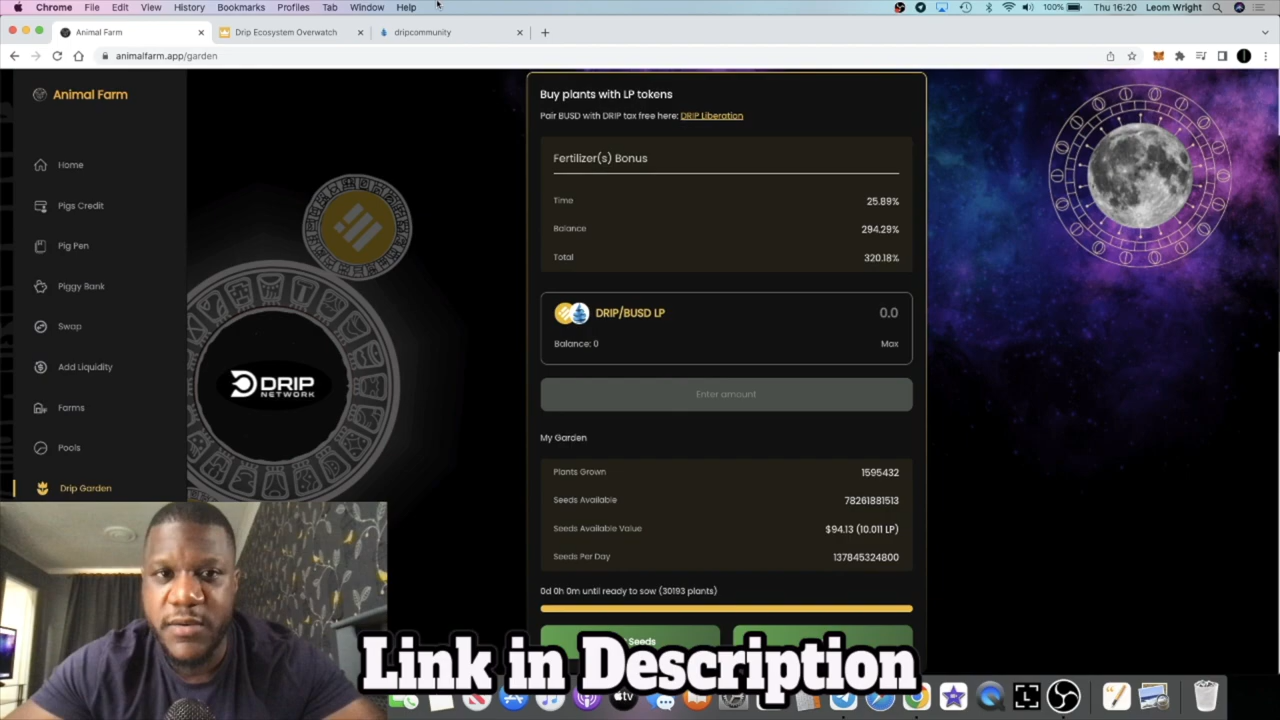 Chrome File Edit View History Bookmarks Profiles Tab Window Help 100% Thu 16:20 Leom Wright
Animal Farm Drip Ecosystem Overwatch dripcommunity
animalfarm.app/garden
Animal Farm
Home
Pigs Credit
Pig Pen
Piggy Bank
Swap
Add Liquidity
Farms
Pools
Drip Garden
DRIP
NETWORK
Buy plants with LP tokens
Pair BUSD with DRIP tax free here: DRIP Liberation
Fertilizer(s) Bonus
Time 25.89%
Balance 294.29%
Total 320.18%
DRIP/BUSD LP 0.0
Balance: 0 Max
Enter amount
My Garden
Plants Grown 1595432
Seeds Available 78261881513
Seeds Available Value $94.13 (10.011 LP)
Seeds Per Day 137845324800
0d 0h 0m until ready to sow (30193 plants)
Seeds
Link in Description
tv
L